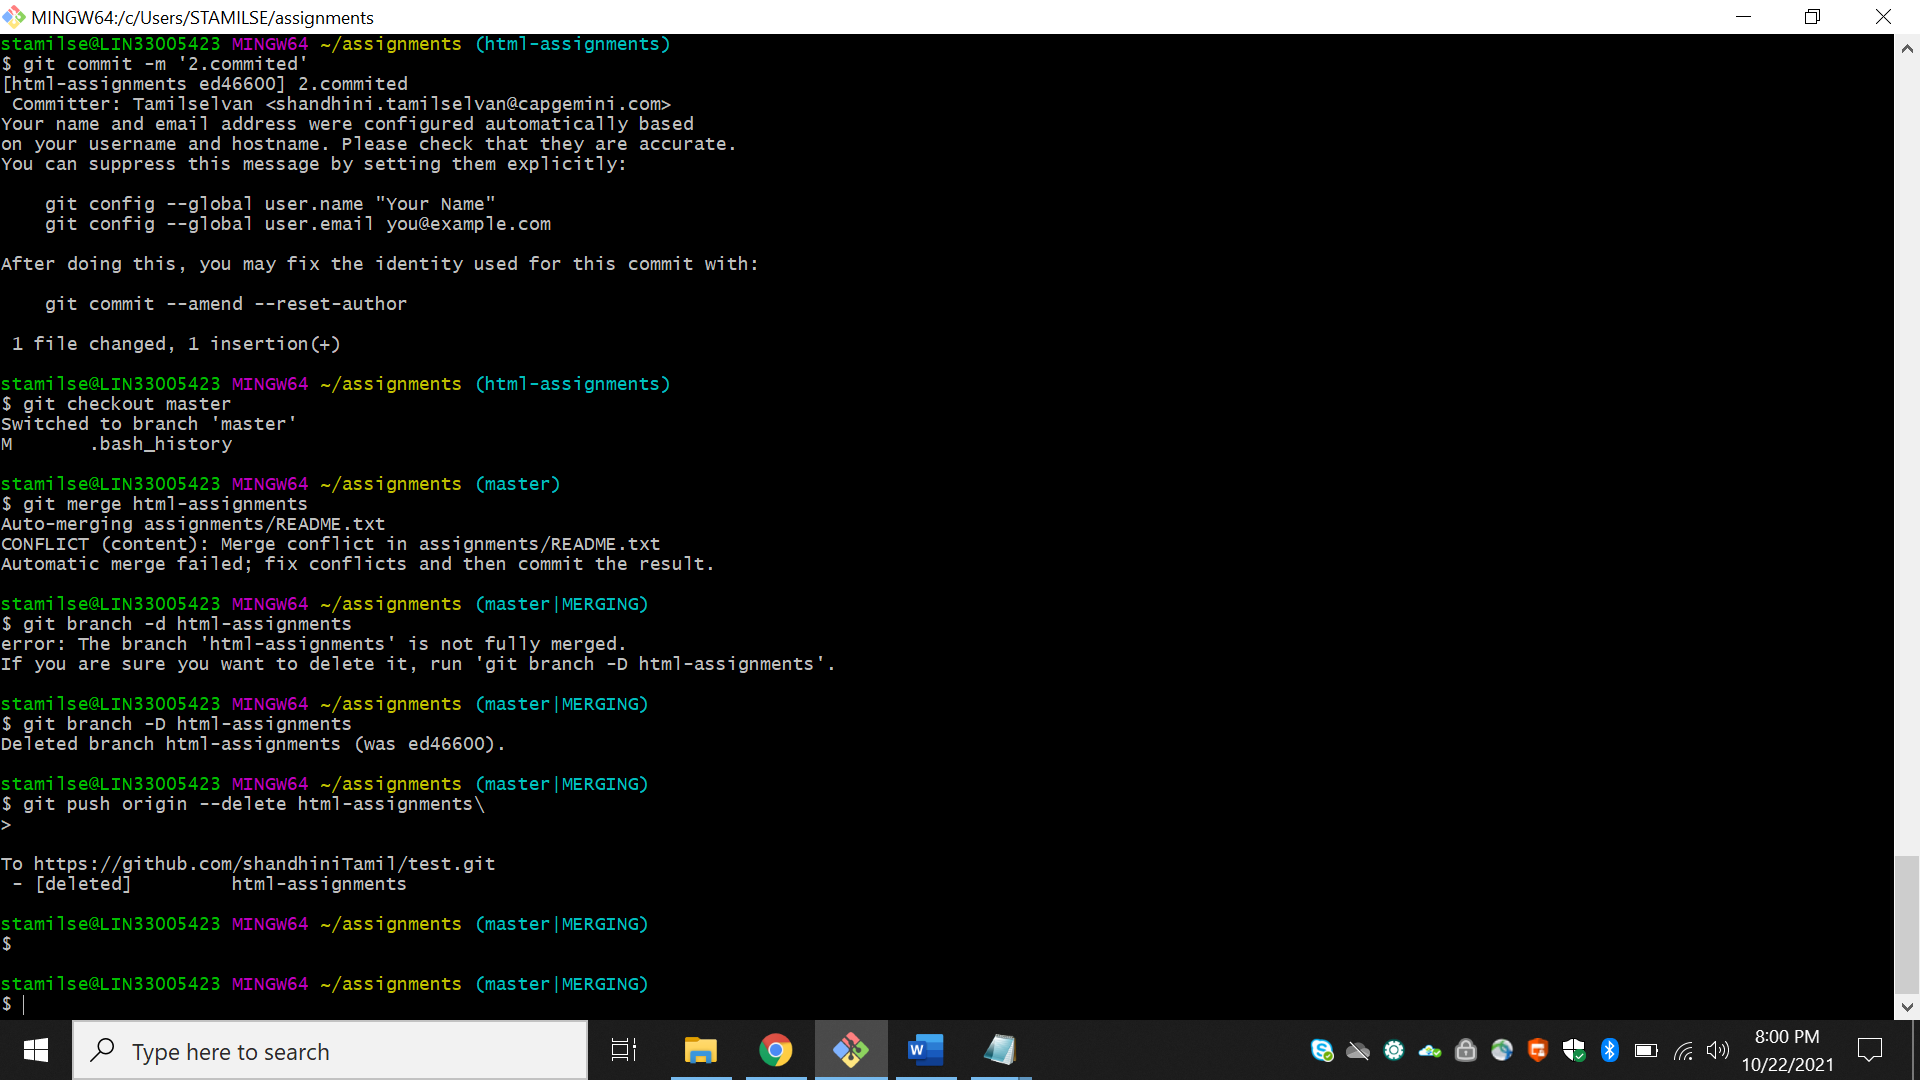 MINGW64:/c/Users/STAMILSE/assignments
stamilse@LIN33005423 MINGW64 ~/assignments (html-assignments)
$ git commit -m '2.commited'
[html-assignments ed46600] 2.commited
 Committer: Tamilselvan <shandhini.tamilselvan@capgemini.com>
Your name and email address were configured automatically based
on your username and hostname. Please check that they are accurate.
You can suppress this message by setting them explicitly:

    git config --global user.name "Your Name"
    git config --global user.email you@example.com

After doing this, you may fix the identity used for this commit with:

    git commit --amend --reset-author

 1 file changed, 1 insertion(+)

stamilse@LIN33005423 MINGW64 ~/assignments (html-assignments)
$ git checkout master
Switched to branch 'master'
M       .bash_history

stamilse@LIN33005423 MINGW64 ~/assignments (master)
$ git merge html-assignments
Auto-merging assignments/README.txt
CONFLICT (content): Merge conflict in assignments/README.txt
Automatic merge failed; fix conflicts and then commit the result.

stamilse@LIN33005423 MINGW64 ~/assignments (master|MERGING)
$ git branch -d html-assignments
error: The branch 'html-assignments' is not fully merged.
If you are sure you want to delete it, run 'git branch -D html-assignments'.

stamilse@LIN33005423 MINGW64 ~/assignments (master|MERGING)
$ git branch -D html-assignments
Deleted branch html-assignments (was ed46600).

stamilse@LIN33005423 MINGW64 ~/assignments (master|MERGING)
$ git push origin --delete html-assignments\
>

To https://github.com/shandhiniTamil/test.git
 - [deleted]         html-assignments

stamilse@LIN33005423 MINGW64 ~/assignments (master|MERGING)
$

stamilse@LIN33005423 MINGW64 ~/assignments (master|MERGING)
$
Type here to search
8:00 PM
10/22/2021